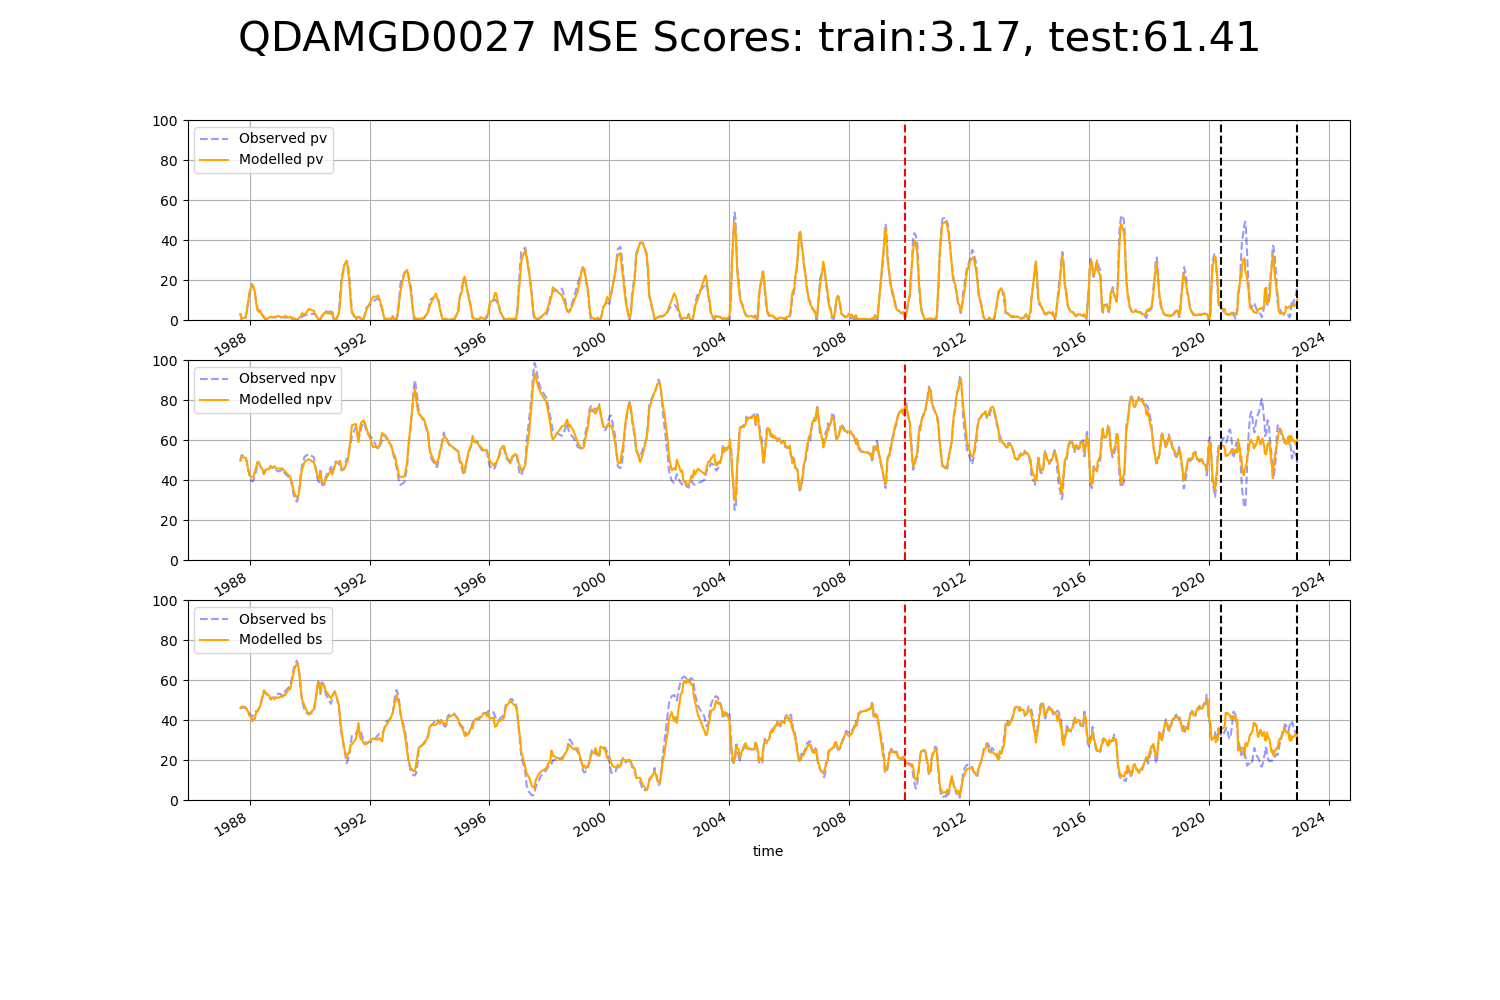 QDAMGD0027 MSE Scores: train:3.17, test:61.41
100
80
60
40
20
0
Observed pv
Modelled pv
1988 1992 1996 2000 2004 2008 2012 2016 2020 2024
100
80
60
40
20
0
Observed npv
Modelled npv
1988 1992 1996 2000 2004 2008 2012 2016 2020 2024
100
80
60
40
20
0
Observed bs
Modelled bs
1988 1992 1996 2000 2004 2008 2012 2016 2020 2024
time